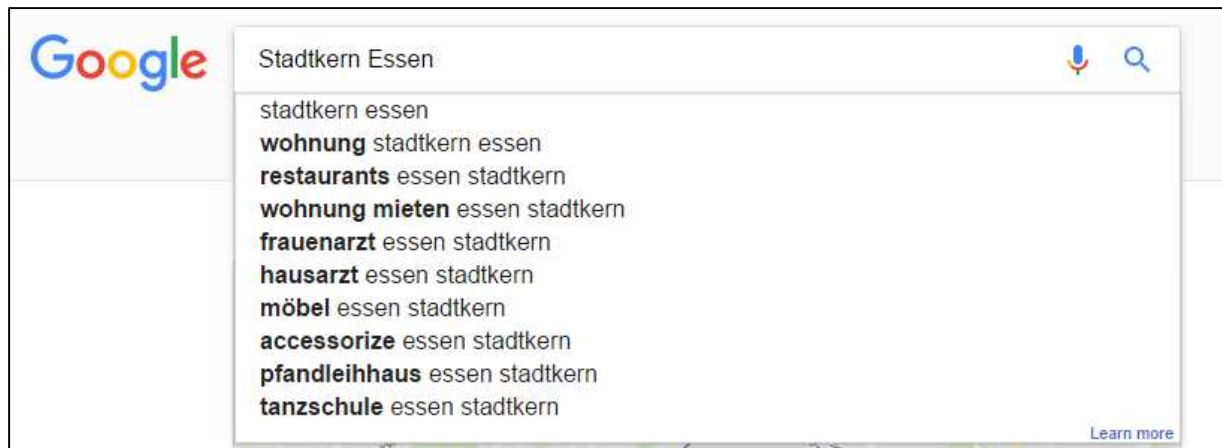 Google
Stadtkern Essen
stadtkern essen
wohnung stadtkern essen
restaurants essen stadtkern
wohnung mieten essen stadtkern
frauenarzt essen stadtkern
hausarzt essen stadtkern
möbel essen stadtkern
accessorize essen stadtkern
pfandleihhaus essen stadtkern
tanzschule essen stadtkern
Learn more